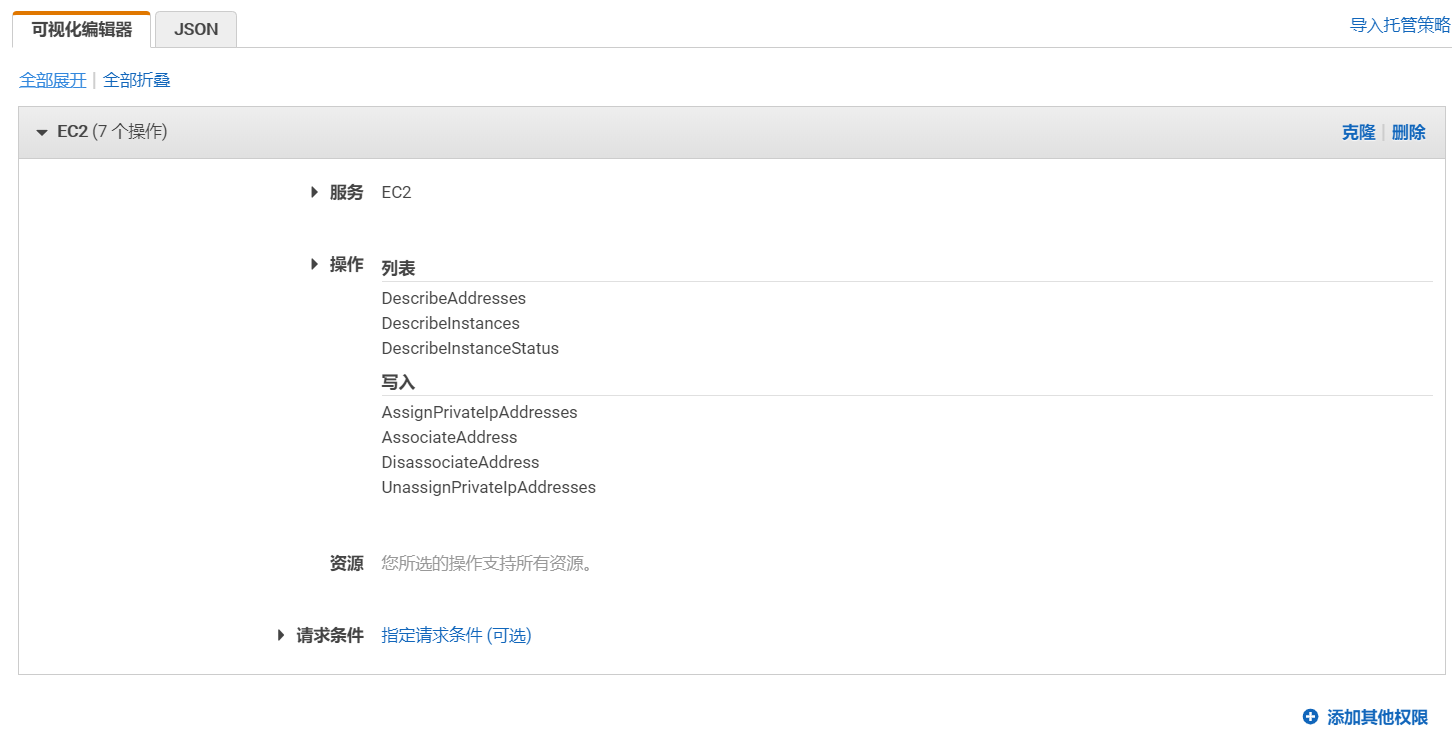 可视化编辑器 JSON 导入托管策略
全部展开 | 全部折叠
EC2 (7 个操作) 克隆 | 删除
服务 EC2
操作 列表
DescribeAddresses
DescribeInstances
DescribeInstanceStatus
写入
AssignPrivateIpAddresses
AssociateAddress
DisassociateAddress
UnassignPrivateIpAddresses
资源 您所选的操作支持所有资源。
请求条件 指定请求条件 (可选)
添加其他权限